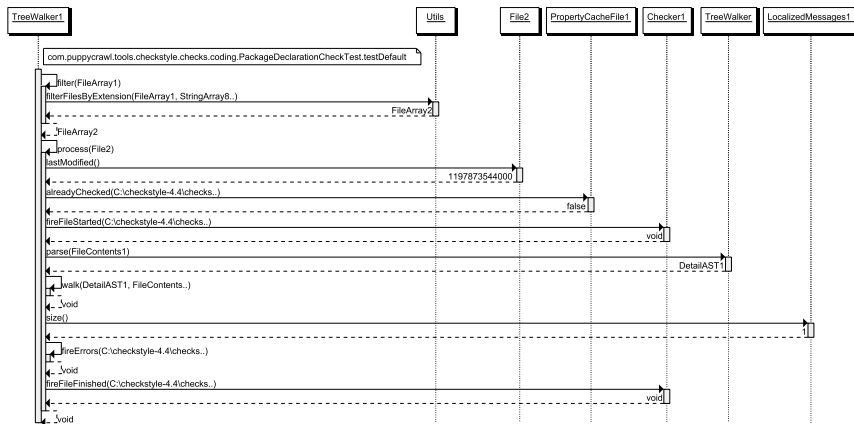 TreeWalker1
Utils
File2
PropertyCacheFile1
Checker1
TreeWalker
LocalizedMessages1
com.puppycrawl.tools.checkstyle.checks.coding.PackageDeclarationCheckTest.testDefault
filter(FileArray1)
filterFilesByExtension(FileArray1, StringArray8..)
FileArray2
FileArray2
process(File2)
lastModified()
1197873544000
alreadyChecked(C:\checkstyle-4.4\checks..)
false
fireFileStarted(C:\checkstyle-4.4\checks..)
void
parse(FileContents1)
DetailAST1
walk(DetailAST1, FileContents..)
void
size()
1
fireErrors(C:\checkstyle-4.4\checks..)
void
fireFileFinished(C:\checkstyle-4.4\checks..)
void
void